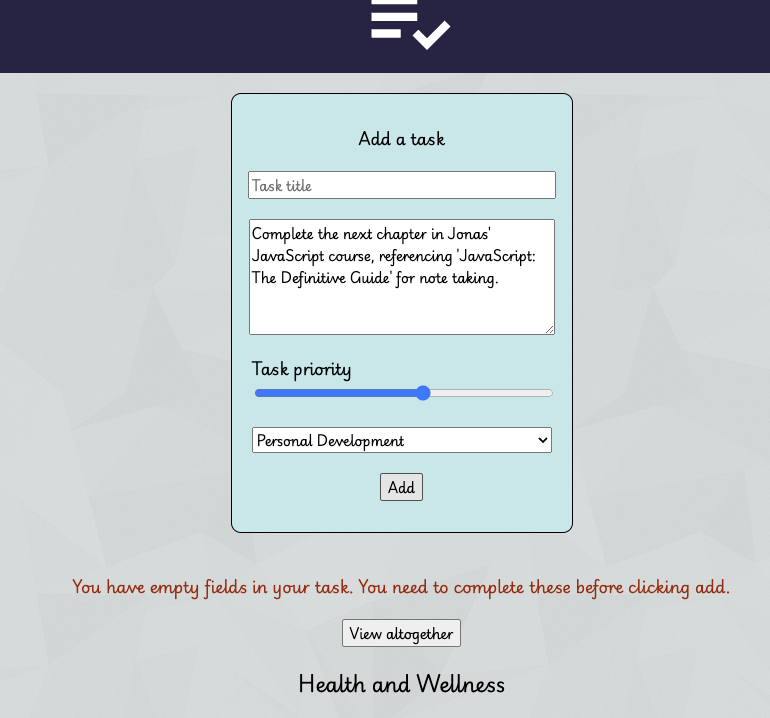 Add a task
Task title
Complete the next chapter in Jonas'
JavaScript course, referencing 'JavaScript:
The Definitive Guide' for note taking.
Task priority
Personal Development
Add
You have empty fields in your task. You need to complete these before clicking add.
View altogether
Health and Wellness